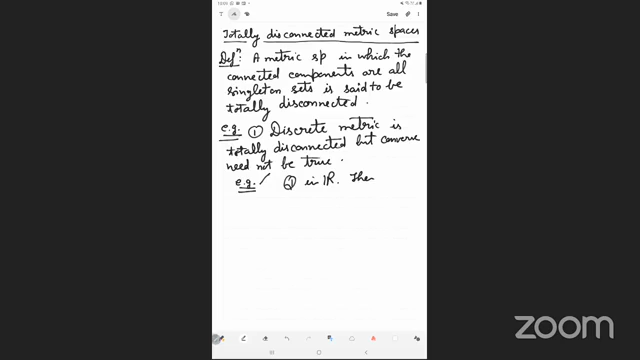 Save
Totally disconnected metric spaces
Defn: A metric sp in which the
connected components are all
singleton sets is said to be
totally disconnected.
e.g. ① Discrete metric is
totally disconnected but converse
need not be true.
e.g. ℚ in ℝ. Then
zoom